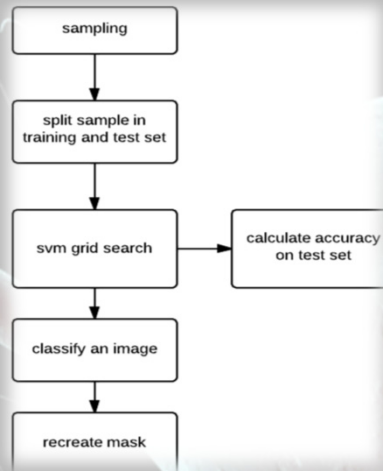 sampling
split sample in
training and test set
svm grid search
calculate accuracy
on test set
classify an image
recreate mask